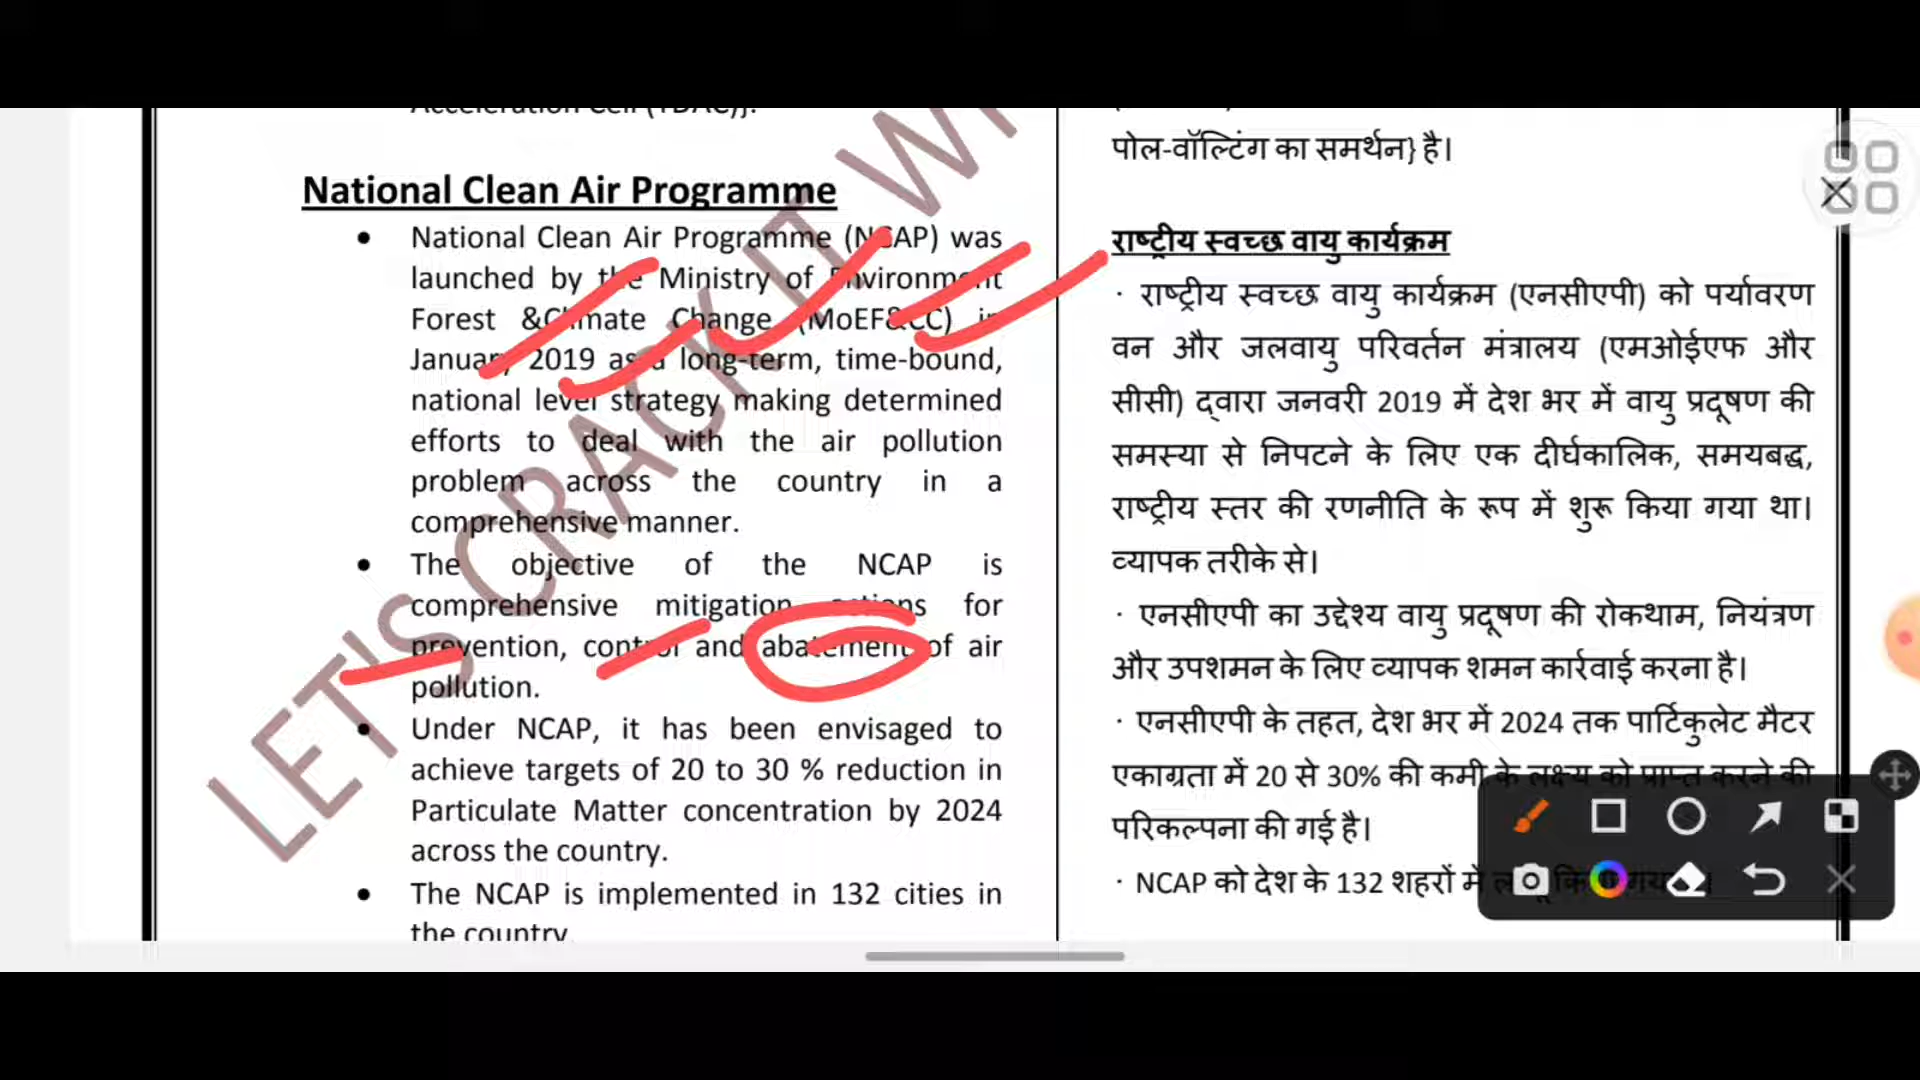 Acceleration Cell (TDAC)}.
National Clean Air Programme
• National Clean Air Programme (NCAP) was
launched by the Ministry of Environment
Forest &Climate Change (MoEF&CC) in
January 2019 as a long-term, time-bound,
national level strategy making determined
efforts to deal with the air pollution
problem across the country in a
comprehensive manner.
• The objective of the NCAP is
comprehensive mitigation actions for
prevention, control and abatement of air
pollution.
• Under NCAP, it has been envisaged to
achieve targets of 20 to 30 % reduction in
Particulate Matter concentration by 2024
across the country.
• The NCAP is implemented in 132 cities in
the country.
पोल-वॉल्टिंग का समर्थन} है।
राष्ट्रीय स्वच्छ वायु कार्यक्रम
· राष्ट्रीय स्वच्छ वायु कार्यक्रम (एनसीएपी) को पर्यावरण
वन और जलवायु परिवर्तन मंत्रालय (एमओईएफ और
सीसी) द्वारा जनवरी 2019 में देश भर में वायु प्रदूषण की
समस्या से निपटने के लिए एक दीर्घकालिक, समयबद्ध,
राष्ट्रीय स्तर की रणनीति के रूप में शुरू किया गया था।
व्यापक तरीके से।
· एनसीएपी का उद्देश्य वायु प्रदूषण की रोकथाम, नियंत्रण
और उपशमन के लिए व्यापक शमन कार्रवाई करना है।
· एनसीएपी के तहत, देश भर में 2024 तक पार्टिकुलेट मैटर
एकाग्रता में 20 से 30% की कमी के लक्ष्य को प्राप्त करने की
परिकल्पना की गई है।
· NCAP को देश के 132 शहरों में
LET'S CRACK IT